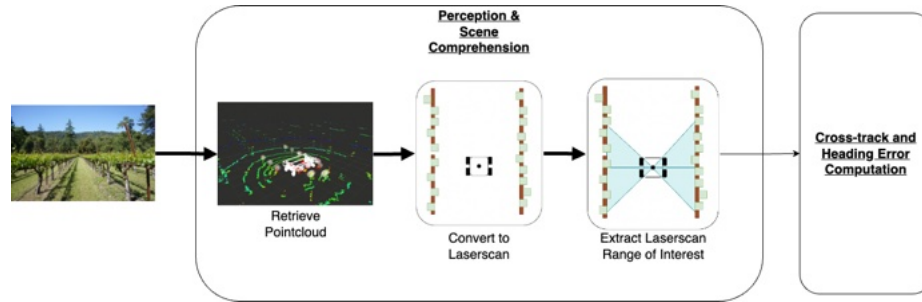 Perception &
Scene
Comprehension
Retrieve
Pointcloud
Convert to
Laserscan
Extract Laserscan
Range of Interest
Cross-track and
Heading Error
Computation